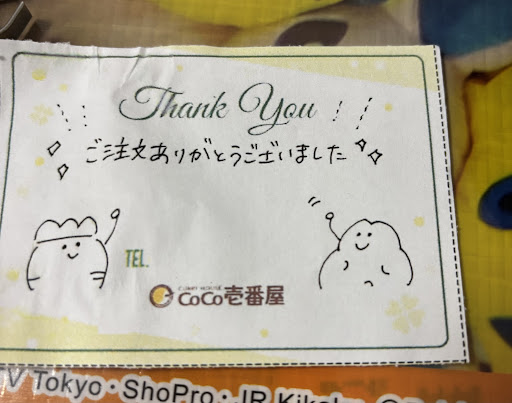 Thank You
ご注文ありがとうございました
TEL.
CURRY HOUSE
CoCo壱番屋
V Tokyo・ShoPro・JR Kikaku